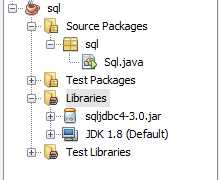 sql
Source Packages
sql
Sql.java
Test Packages
Libraries
sqljdbc4-3.0.jar
JDK 1.8 (Default)
Test Libraries